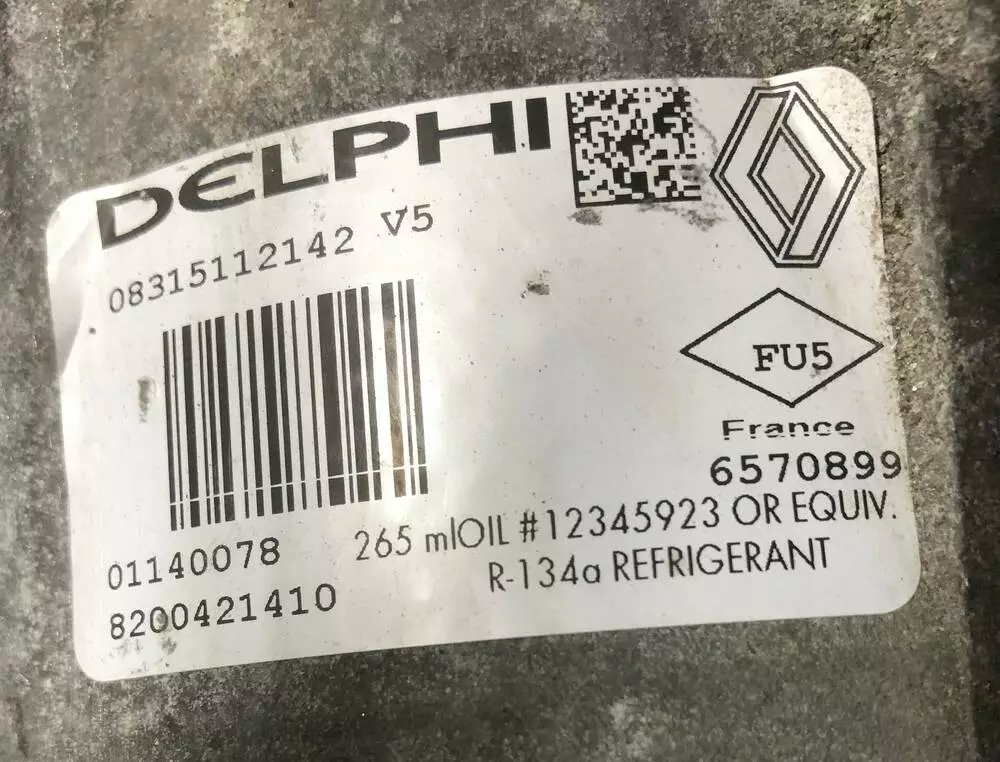 DELPHI
08315112142 V5
FU5
France
6570899
265 mlOIL #12345923 OR EQUIV.
R-134a REFRIGERANT
01140078
8200421410